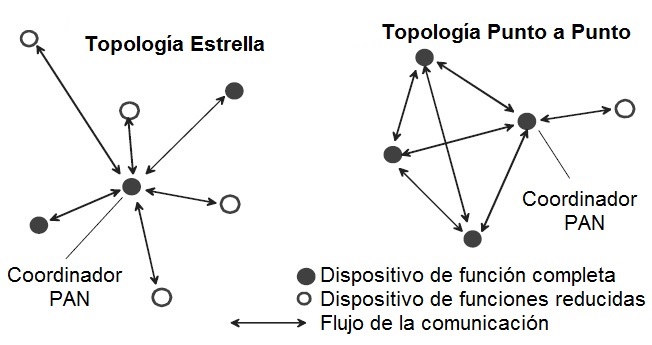 Topología Estrella
Coordinador
PAN
Topología Punto a Punto
Coordinador
PAN
Dispositivo de función completa
Dispositivo de funciones reducidas
Flujo de la comunicación